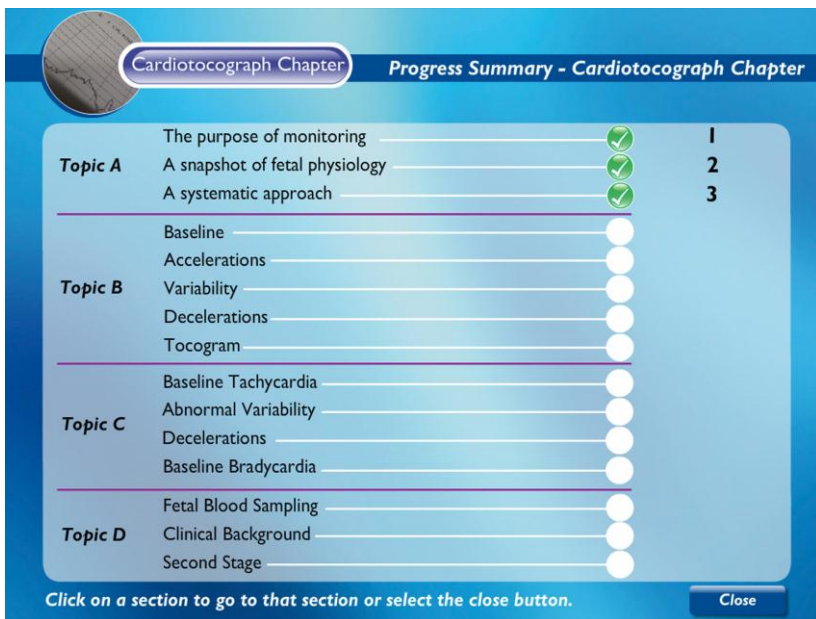 Cardiotocograph Chapter
Progress Summary - Cardiotocograph Chapter
The purpose of monitoring 1
Topic A A snapshot of fetal physiology 2
A systematic approach 3
Baseline
Accelerations
Topic B Variability
Decelerations
Tocogram
Baseline Tachycardia
Abnormal Variability
Topic C
Decelerations
Baseline Bradycardia
Fetal Blood Sampling
Topic D Clinical Background
Second Stage
Click on a section to go to that section or select the close button.
Close